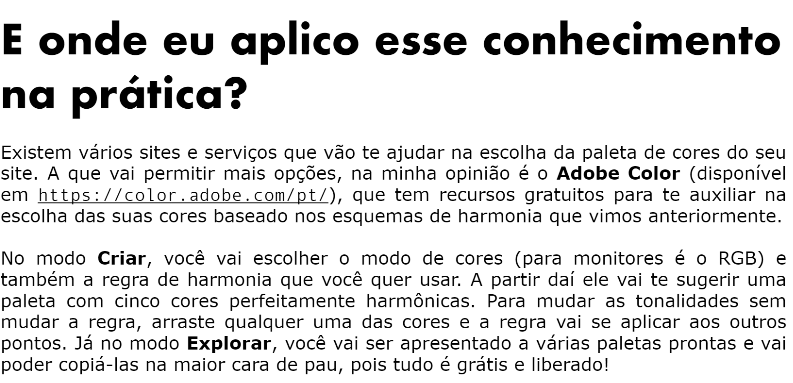 E onde eu aplico esse conhecimento
na prática?
Existem vários sites e serviços que vão te ajudar na escolha da paleta de cores do seu
site. A que vai permitir mais opções, na minha opinião é o Adobe Color (disponível
em https://color.adobe.com/pt/), que tem recursos gratuitos para te auxiliar na
escolha das suas cores baseado nos esquemas de harmonia que vimos anteriormente.
No modo Criar, você vai escolher o modo de cores (para monitores é o RGB) e
também a regra de harmonia que você quer usar. A partir daí ele vai te sugerir uma
paleta com cinco cores perfeitamente harmônicas. Para mudar as tonalidades sem
mudar a regra, arraste qualquer uma das cores e a regra vai se aplicar aos outros
pontos. Já no modo Explorar, você vai ser apresentado a várias paletas prontas e vai
poder copiá-las na maior cara de pau, pois tudo é grátis e liberado!